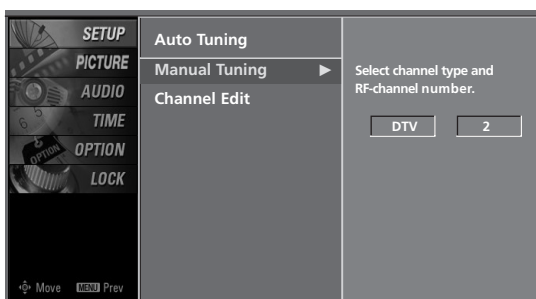 SETUP
PICTURE
AUDIO
TIME
OPTION
LOCK
Move MENU Prev
Auto Tuning
Manual Tuning ▶
Channel Edit
Select channel type and
RF-channel number.
DTV 2